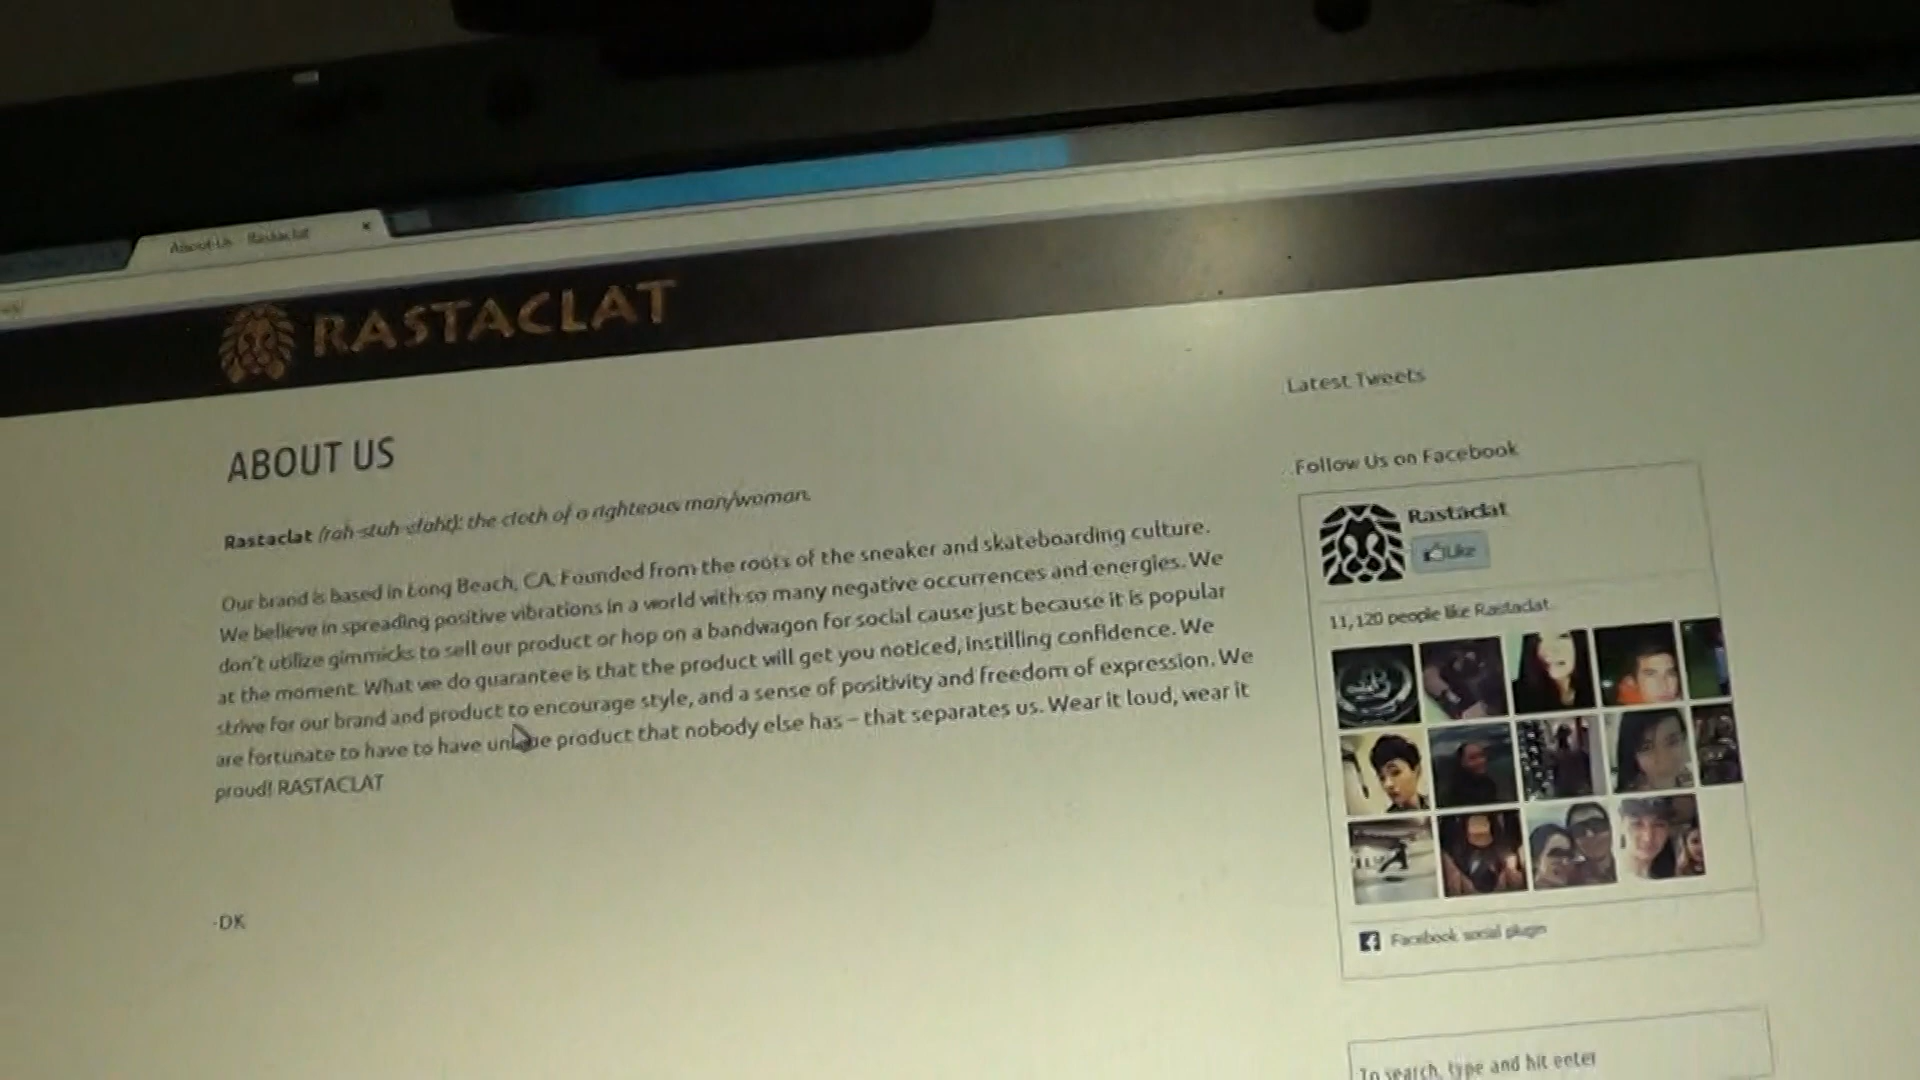 About Us Rastaclat
RASTACLAT
ABOUT US
Rastaclat (rah-stuh-claht): the cloth of a righteous man/woman.
Our brand is based in Long Beach, CA. Founded from the roots of the sneaker and skateboarding culture.
We believe in spreading positive vibrations in a world with so many negative occurrences and energies. We
don't utilize gimmicks to sell our product or hop on a bandwagon for social cause just because it is popular
at the moment. What we do guarantee is that the product will get you noticed, instilling confidence. We
strive for our brand and product to encourage style, and a sense of positivity and freedom of expression. We
are fortunate to have to have unique product that nobody else has – that separates us. Wear it loud, wear it
proud! RASTACLAT
-DK
Latest Tweets
Follow Us on Facebook
Rastaclat
Like
11,120 people like Rastaclat.
Facebook social plugin
To search, type and hit enter